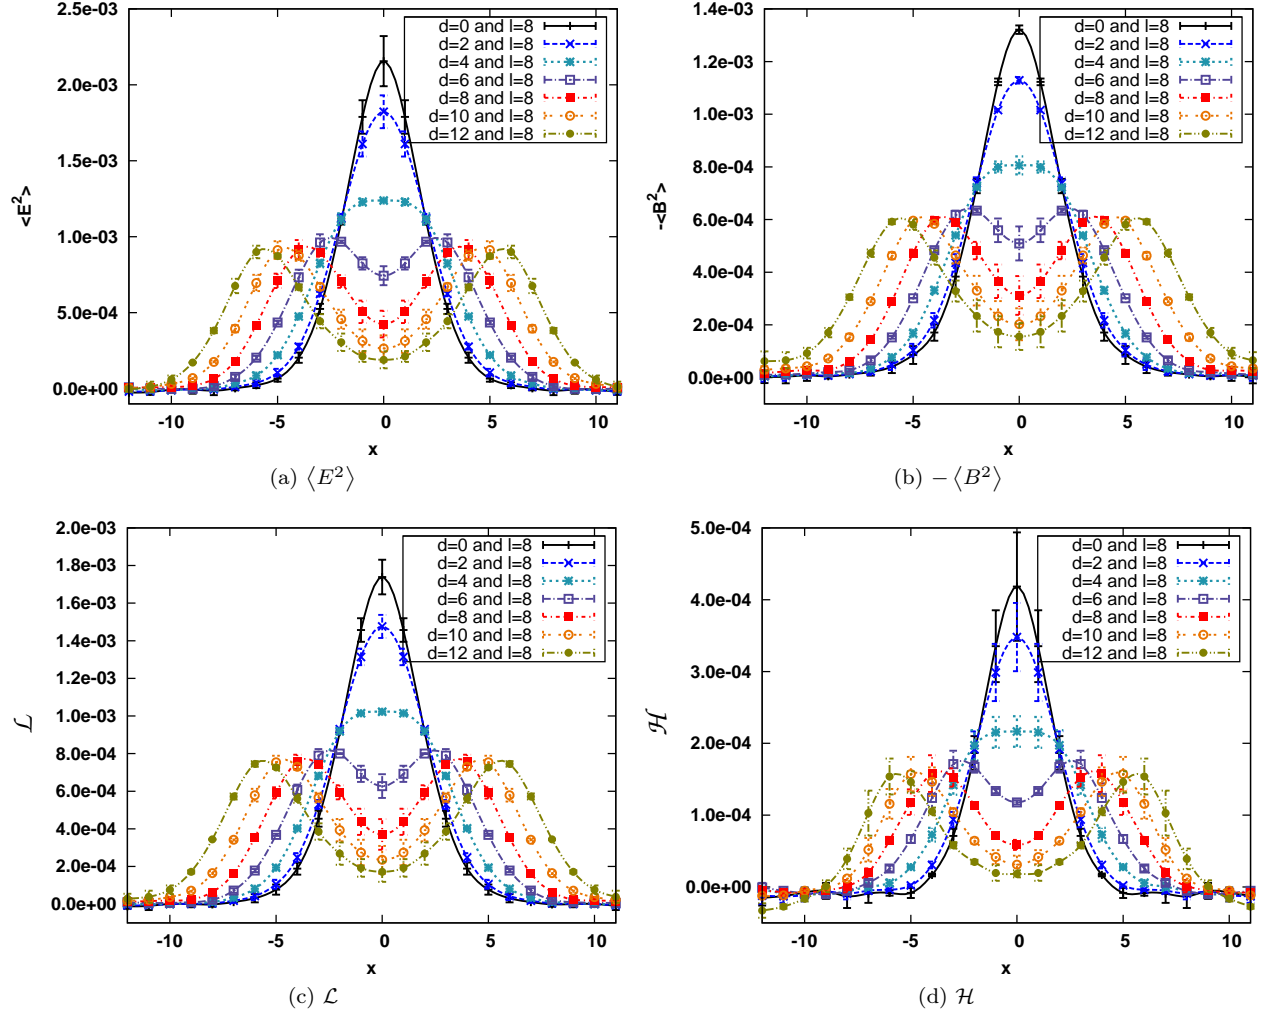 2.5e-03
2.0e-03
1.5e-03
1.0e-03
5.0e-04
0.0e+00
<E²>
d=0 and l=8
d=2 and l=8
d=4 and l=8
d=6 and l=8
d=8 and l=8
d=10 and l=8
d=12 and l=8
-10 -5 0 5 10
x
(a) ⟨E²⟩
1.4e-03
1.2e-03
1.0e-03
8.0e-04
6.0e-04
4.0e-04
2.0e-04
0.0e+00
-<B²>
d=0 and l=8
d=2 and l=8
d=4 and l=8
d=6 and l=8
d=8 and l=8
d=10 and l=8
d=12 and l=8
-10 -5 0 5 10
x
(b) − ⟨B²⟩
2.0e-03
1.8e-03
1.6e-03
1.4e-03
1.2e-03
1.0e-03
8.0e-04
6.0e-04
4.0e-04
2.0e-04
0.0e+00
ℒ
d=0 and l=8
d=2 and l=8
d=4 and l=8
d=6 and l=8
d=8 and l=8
d=10 and l=8
d=12 and l=8
-10 -5 0 5 10
x
(c) ℒ
5.0e-04
4.0e-04
3.0e-04
2.0e-04
1.0e-04
0.0e+00
ℋ
d=0 and l=8
d=2 and l=8
d=4 and l=8
d=6 and l=8
d=8 and l=8
d=10 and l=8
d=12 and l=8
-10 -5 0 5 10
x
(d) ℋ